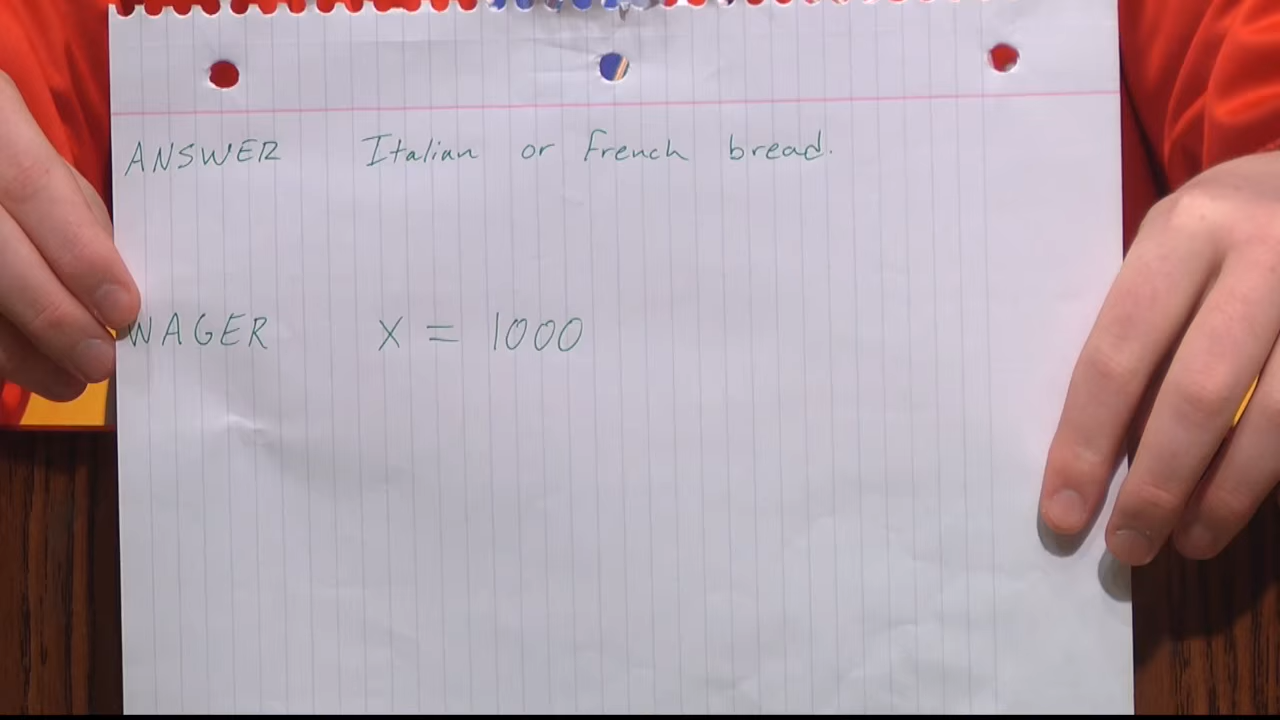 ANSWER Italian or French bread.
WAGER X = 1000